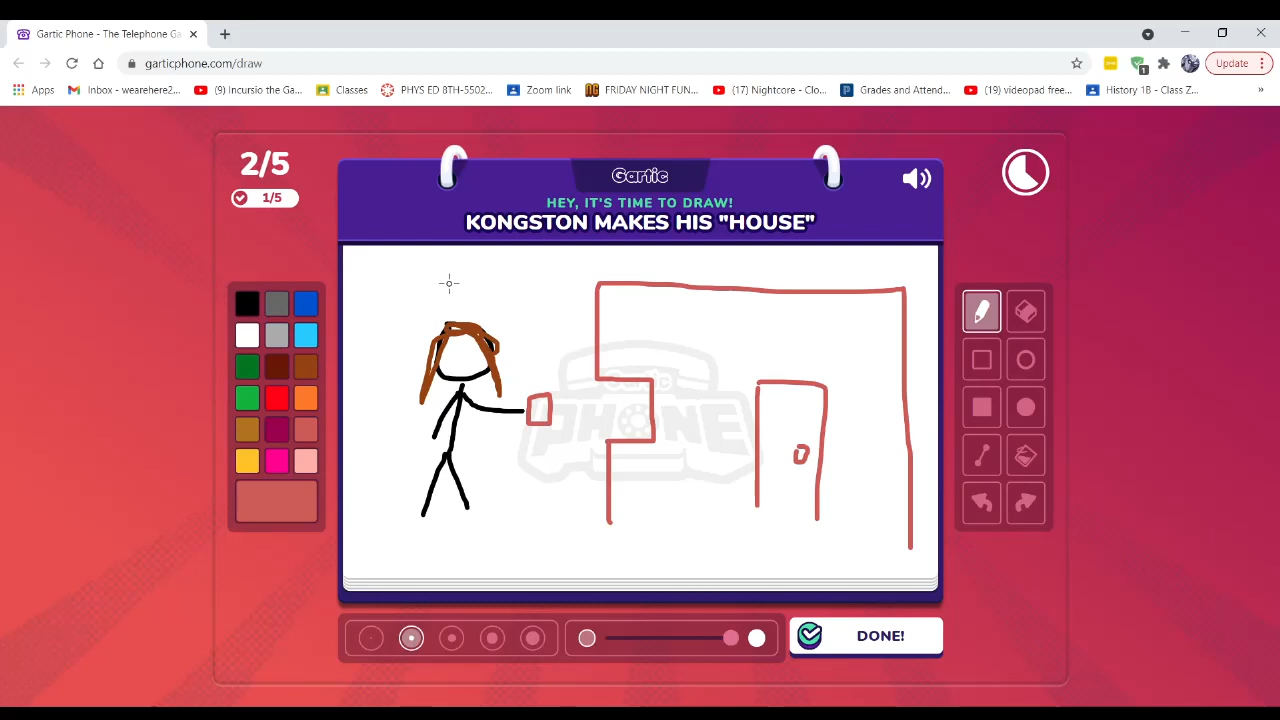 Gartic Phone - The Telephone Ga
garticphone.com/draw
Update
Apps
Inbox - wearehere2...
(9) Incursio the Ga...
Classes
PHYS ED 8TH-5502...
Zoom link
FRIDAY NIGHT FUN...
(17) Nightcore - Clo...
Grades and Attend...
(19) videopad free...
History 1B - Class Z...
2/5
1/5
Gartic
HEY, IT'S TIME TO DRAW!
KONGSTON MAKES HIS "HOUSE"
Gartic
PHONE
DONE!